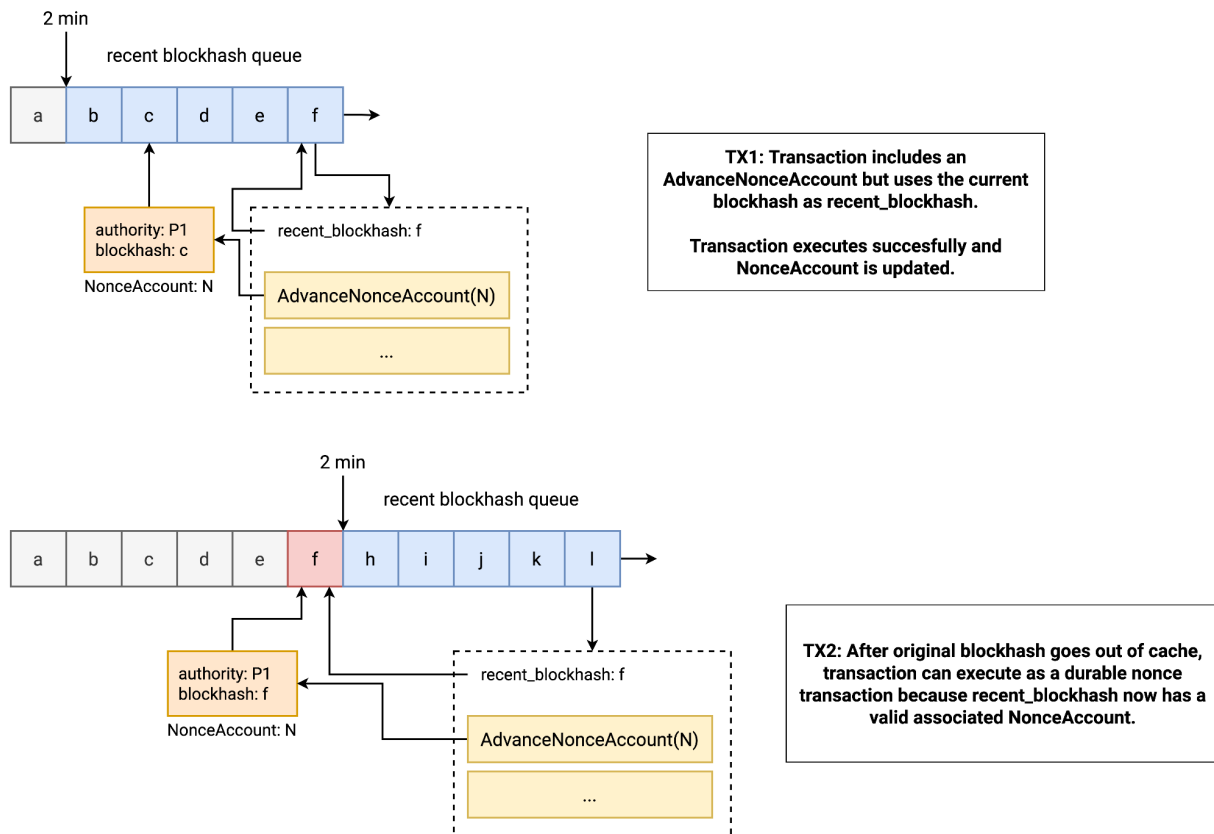 2 min
recent blockhash queue
a b c d e f
authority: P1
blockhash: c
NonceAccount: N
recent_blockhash: f
AdvanceNonceAccount(N)
...
TX1: Transaction includes an
AdvanceNonceAccount but uses the current
blockhash as recent_blockhash.
Transaction executes succesfully and
NonceAccount is updated.
2 min
recent blockhash queue
a b c d e f h i j k l
authority: P1
blockhash: f
NonceAccount: N
recent_blockhash: f
AdvanceNonceAccount(N)
...
TX2: After original blockhash goes out of cache,
transaction can execute as a durable nonce
transaction because recent_blockhash now has a
valid associated NonceAccount.